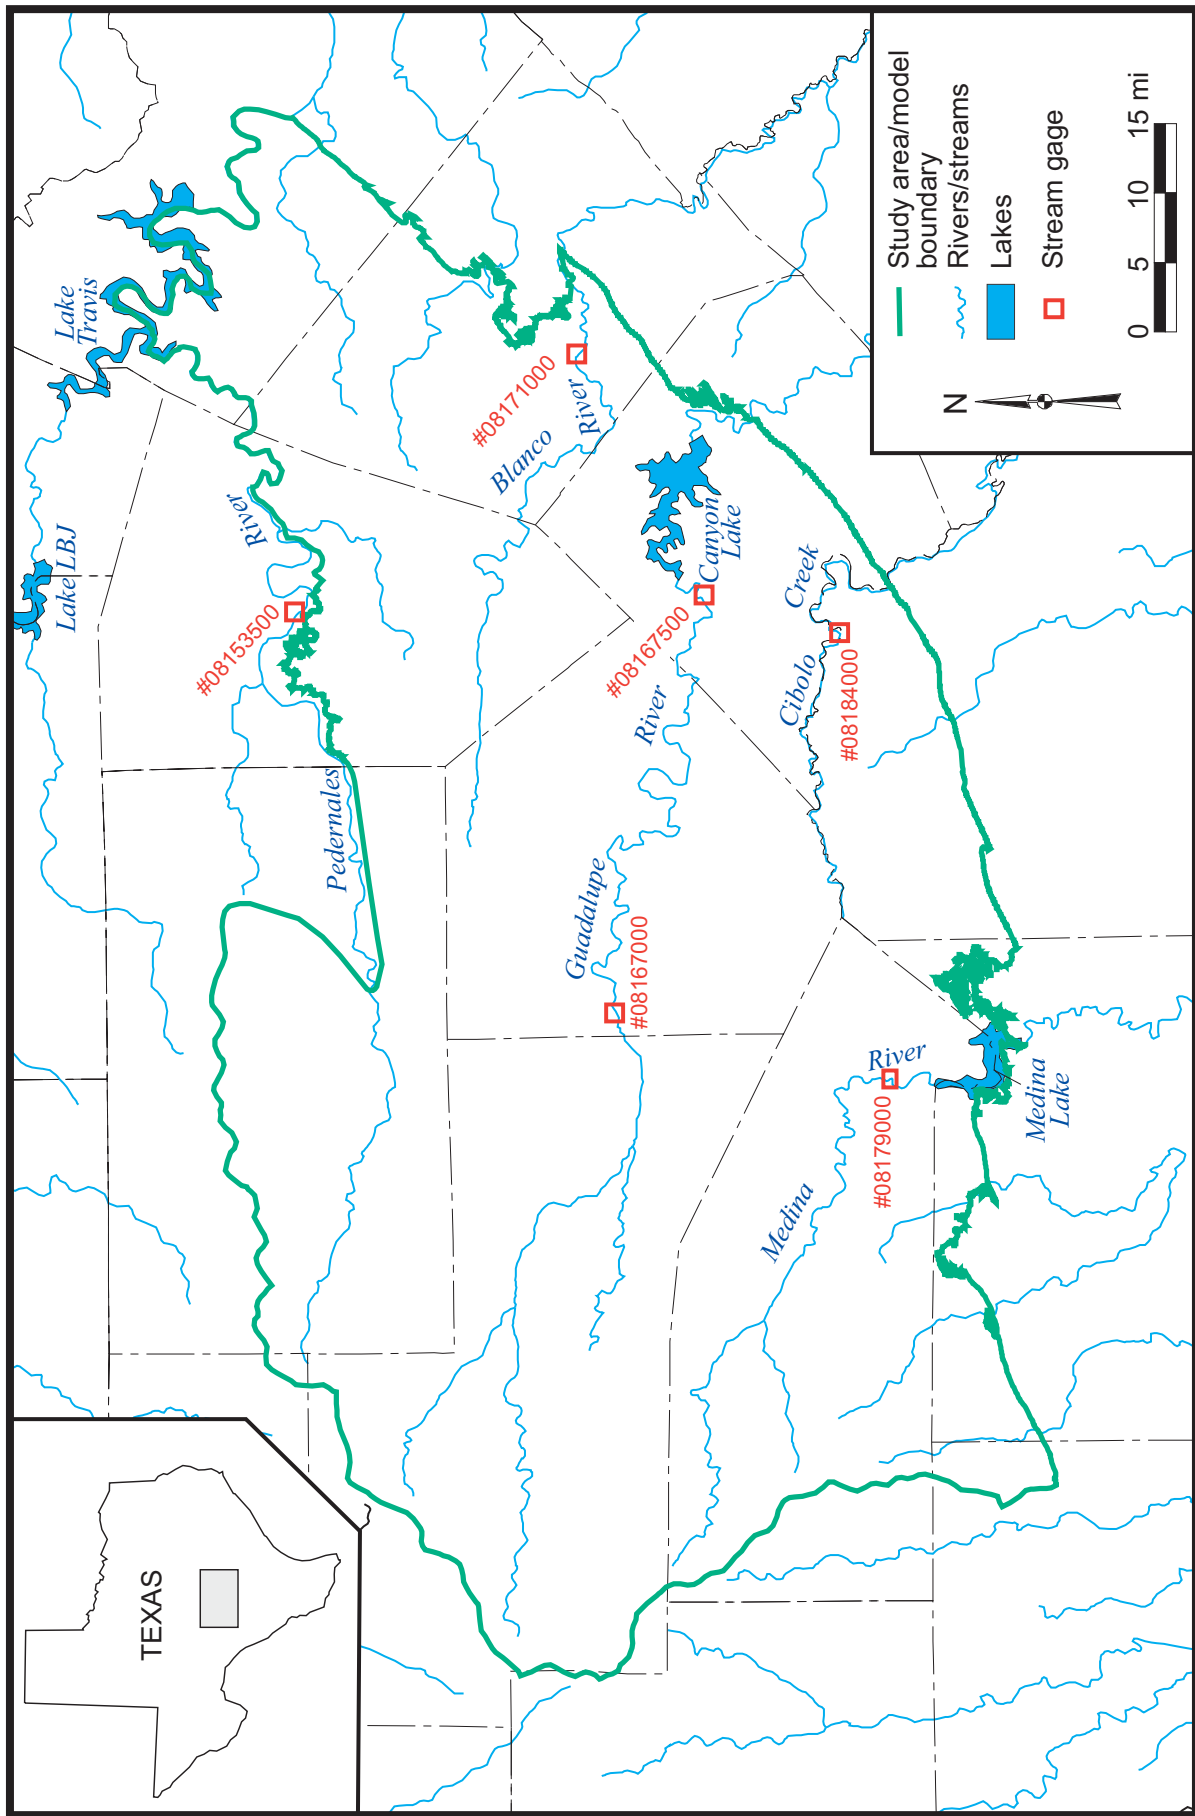 TEXAS
Lake LBJ
Lake
Travis
Pedernales
River
#08153500
Blanco
River
#08171000
Guadalupe
River
#08167000
#08167500
Canyon
Lake
Cibolo
Creek
#08184000
Medina
River
#08179000
Medina
Lake
Study area/model
boundary
Rivers/streams
Lakes
Stream gage
N
0
5
10
15 mi